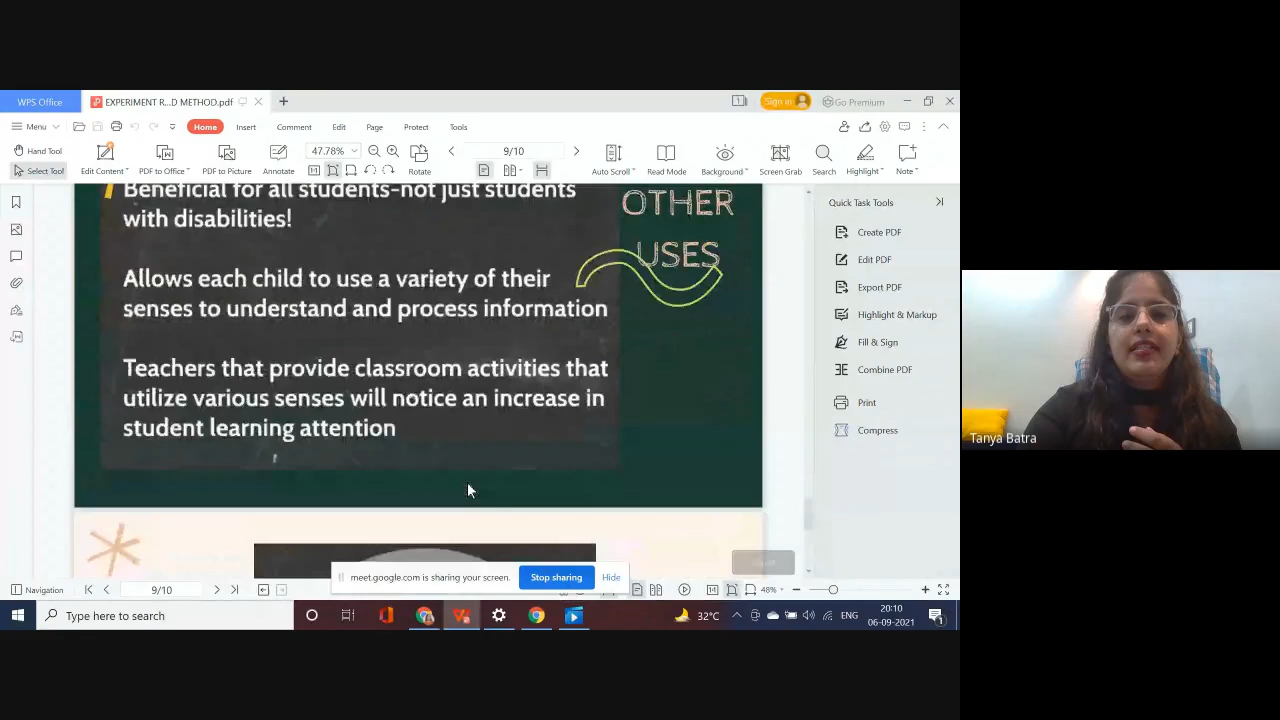 WPS Office
EXPERIMENT R...D METHOD.pdf
Sign in
Go Premium
Menu
Home
Insert
Comment
Edit
Page
Protect
Tools
Hand Tool
Select Tool
Edit Content
PDF to Office
PDF to Picture
Annotate
47.78%
Rotate
9/10
Auto Scroll
Read Mode
Background
Screen Grab
Search
Highlight
Note
Beneficial for all students-not just students
with disabilities!
Allows each child to use a variety of their
senses to understand and process information
Teachers that provide classroom activities that
utilize various senses will notice an increase in
student learning attention
OTHER
USES
Quick Task Tools
Create PDF
Edit PDF
Export PDF
Highlight & Markup
Fill & Sign
Combine PDF
Print
Compress
Tanya Batra
meet.google.com is sharing your screen.
Stop sharing
Hide
Navigation
9/10
48%
Type here to search
32°C
ENG
20:10
06-09-2021